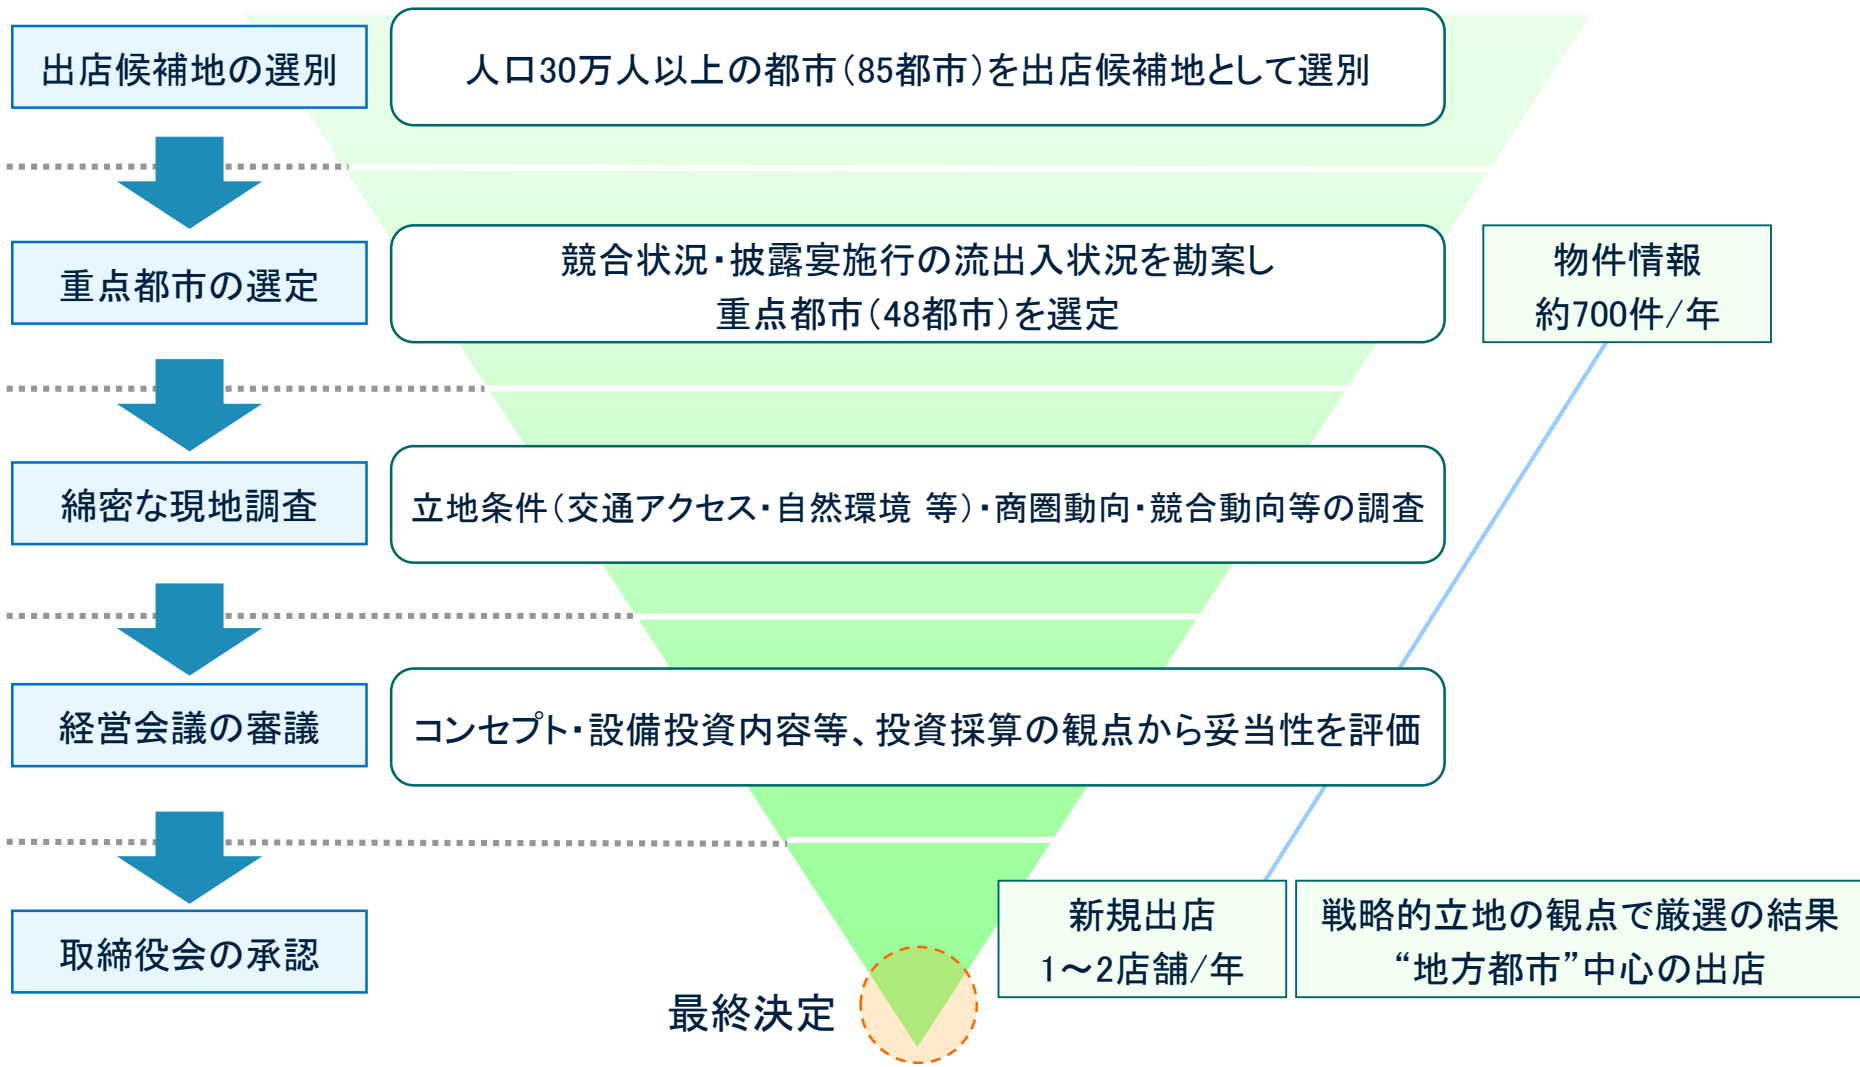 出店候補地の選別
人口30万人以上の都市(85都市)を出店候補地として選別
重点都市の選定
競合状況・披露宴施行の流出入状況を勘案し
重点都市(48都市)を選定
物件情報
約700件/年
綿密な現地調査
立地条件(交通アクセス・自然環境 等)・商圏動向・競合動向等の調査
経営会議の審議
コンセプト・設備投資内容等、投資採算の観点から妥当性を評価
取締役会の承認
新規出店
1～2店舗/年
戦略的立地の観点で厳選の結果
“地方都市”中心の出店
最終決定